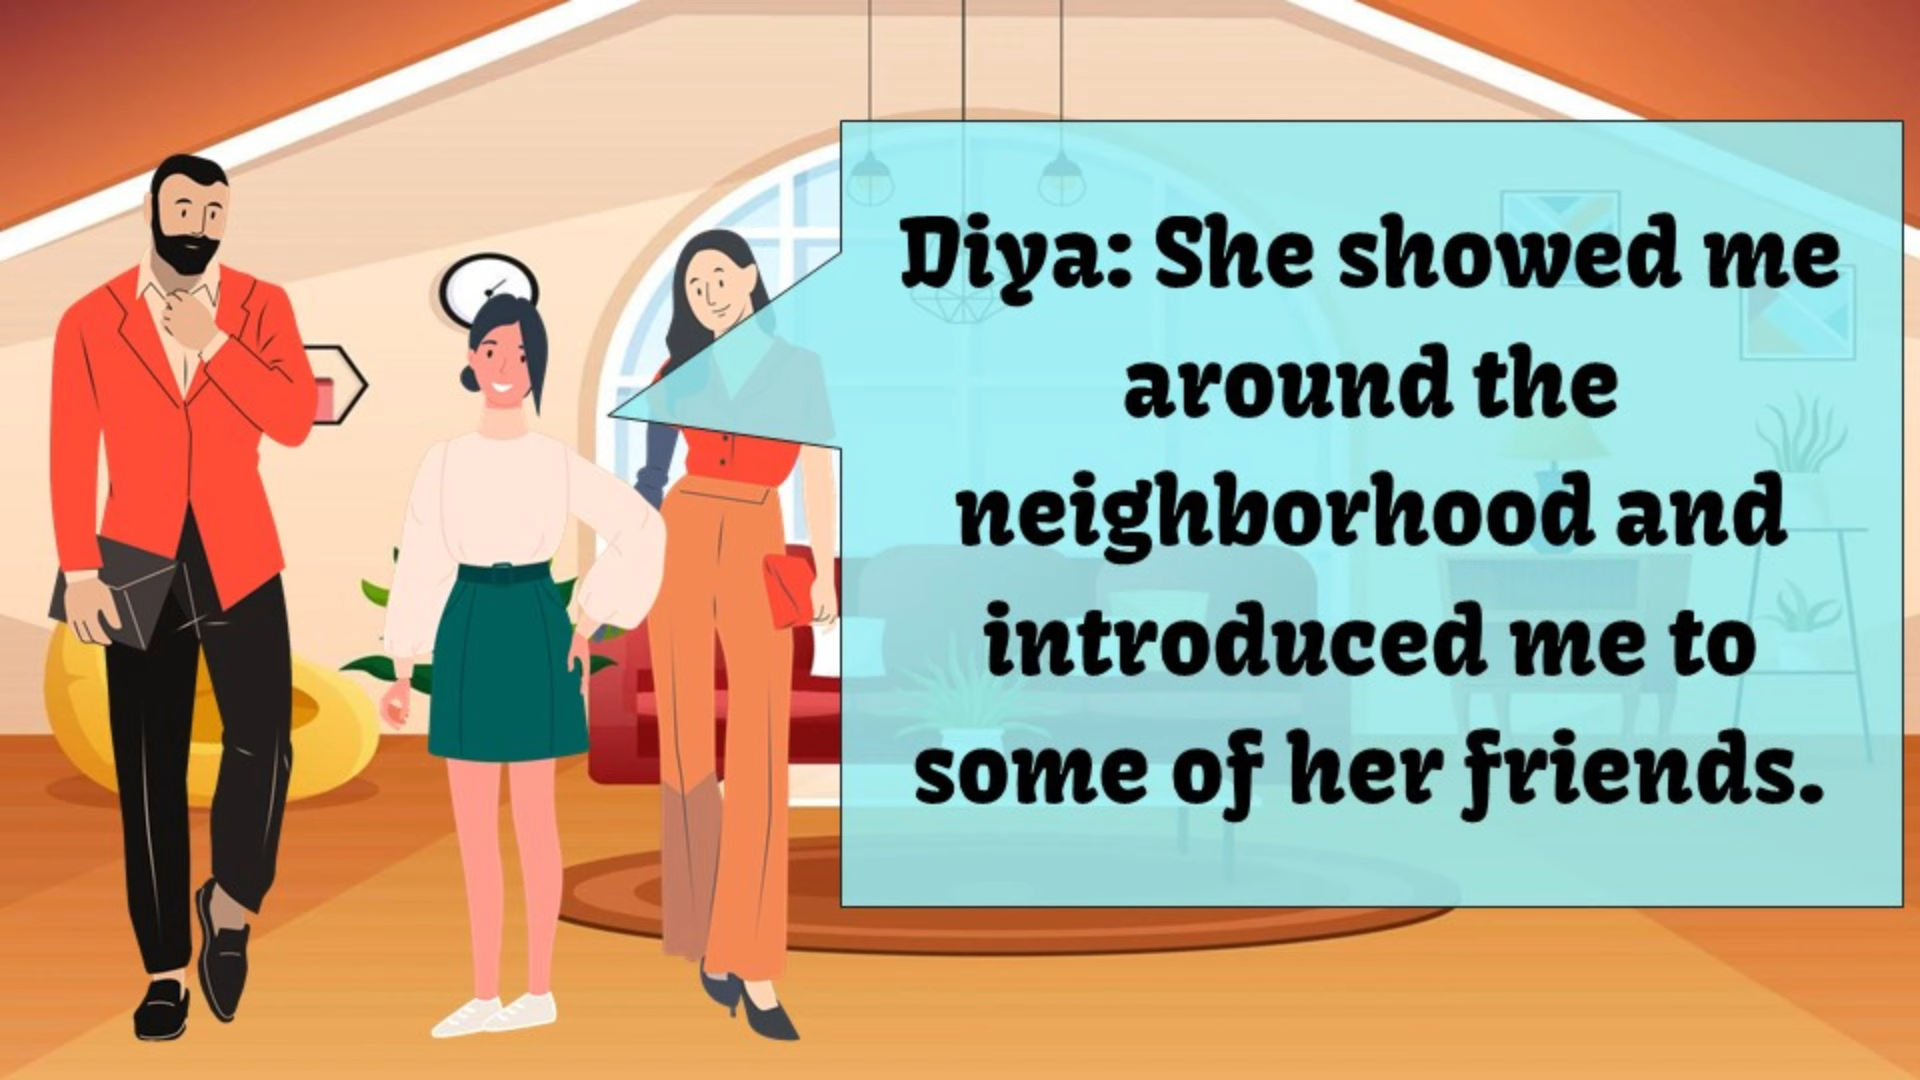 Diya: She showed me
around the
neighborhood and
introduced me to
some of her friends.